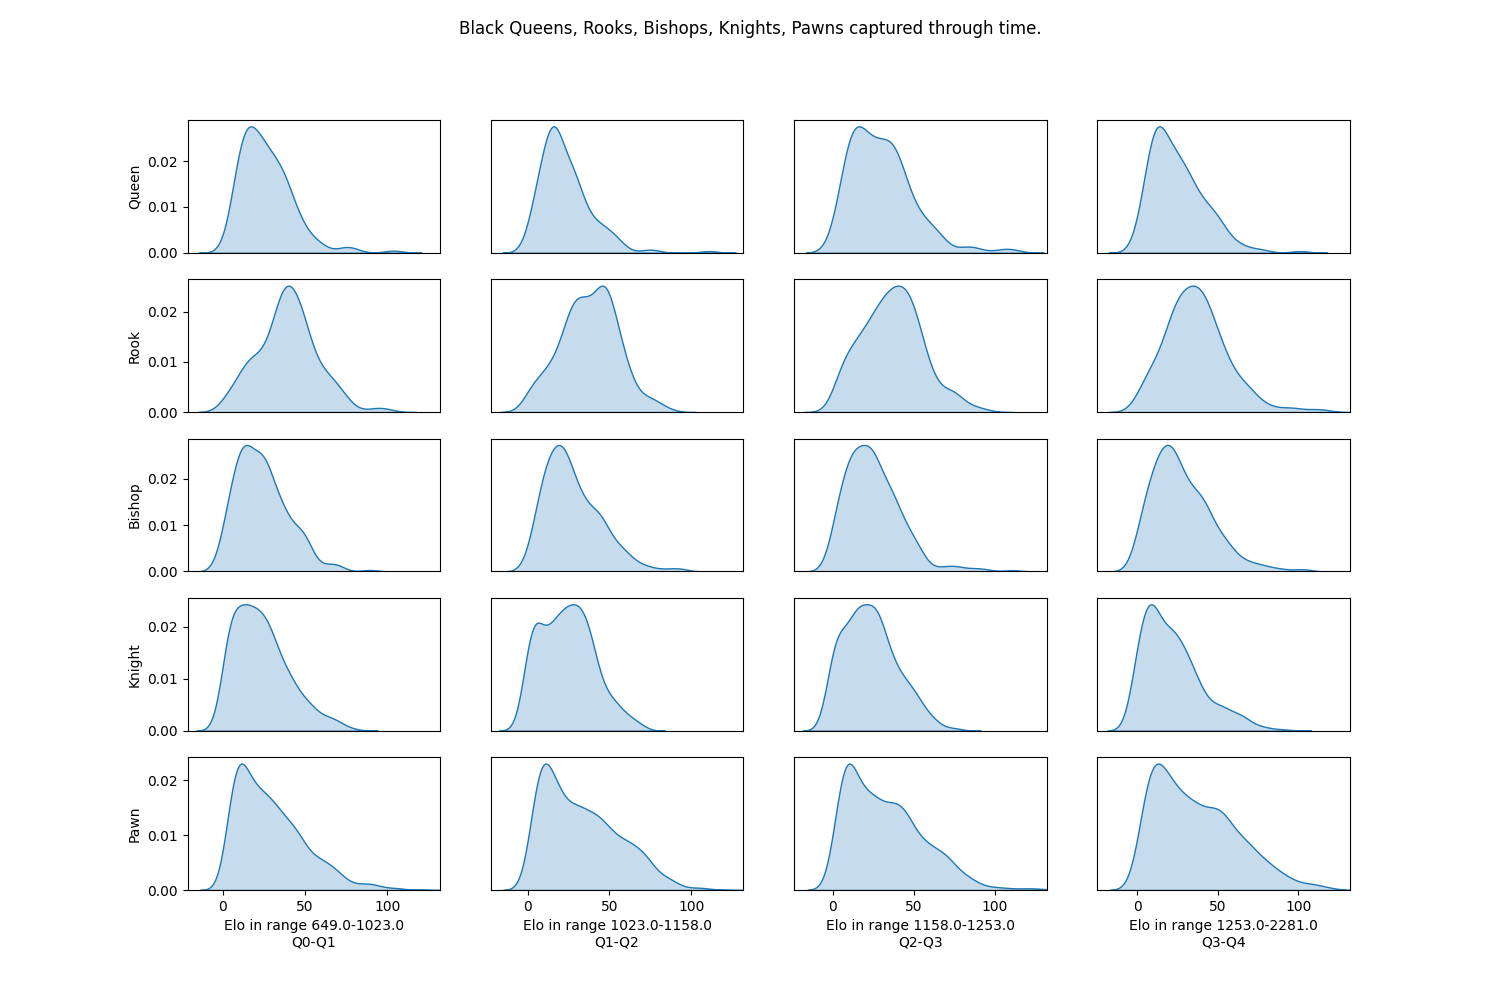 Black Queens, Rooks, Bishops, Knights, Pawns captured through time.
Queen
0.02
0.01
0.00
Rook
0.02
0.01
0.00
Bishop
0.02
0.01
0.00
Knight
0.02
0.01
0.00
Pawn
0.02
0.01
0.00
0 50 100
0 50 100
0 50 100
0 50 100
Elo in range 649.0-1023.0
Q0-Q1
Elo in range 1023.0-1158.0
Q1-Q2
Elo in range 1158.0-1253.0
Q2-Q3
Elo in range 1253.0-2281.0
Q3-Q4